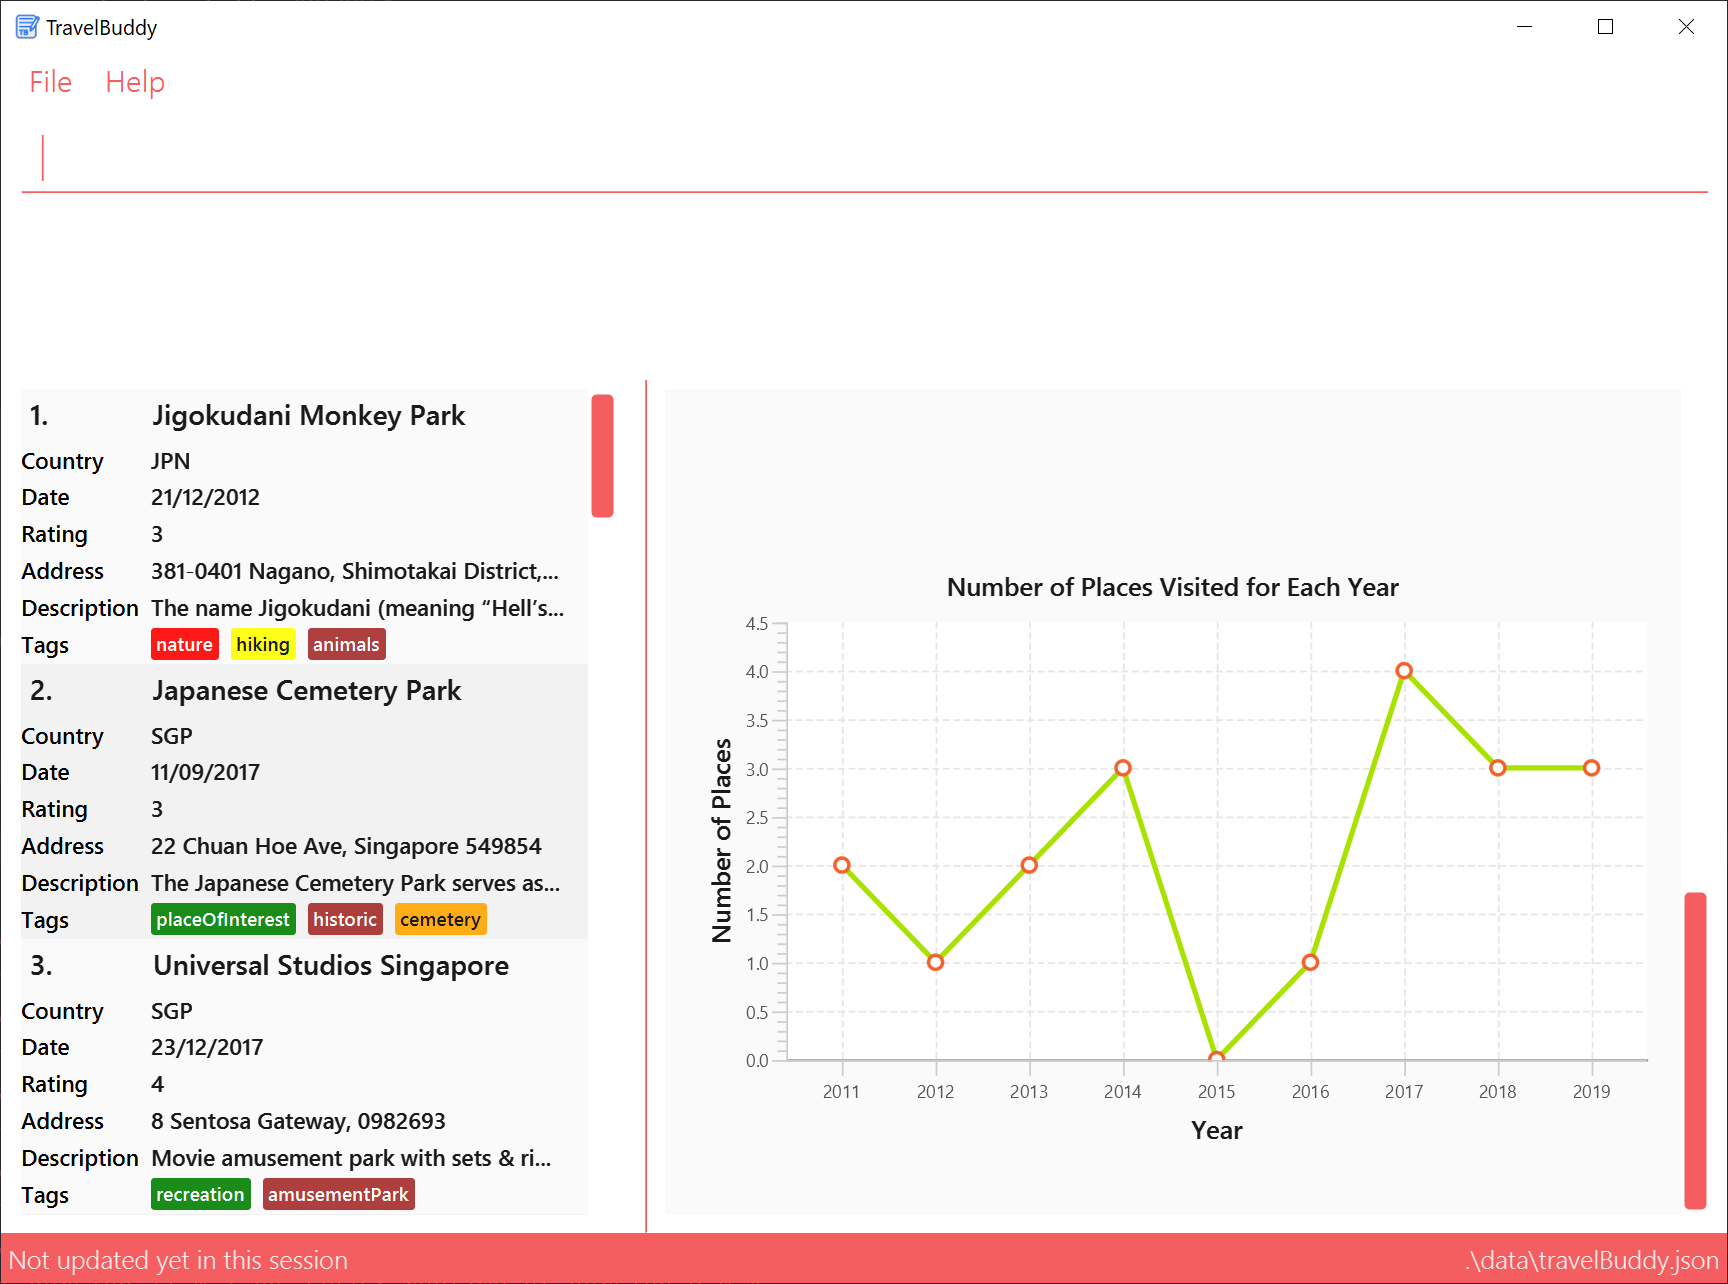 TravelBuddy
File Help
1. Jigokudani Monkey Park
Country JPN
Date 21/12/2012
Rating 3
Address 381-0401 Nagano, Shimotakai District,...
Description The name Jigokudani (meaning “Hell’s...
Tags nature hiking animals
2. Japanese Cemetery Park
Country SGP
Date 11/09/2017
Rating 3
Address 22 Chuan Hoe Ave, Singapore 549854
Description The Japanese Cemetery Park serves as...
Tags placeOfInterest historic cemetery
3. Universal Studios Singapore
Country SGP
Date 23/12/2017
Rating 4
Address 8 Sentosa Gateway, 0982693
Description Movie amusement park with sets & ri...
Tags recreation amusementPark
Number of Places Visited for Each Year
Number of Places
4.5
4.0
3.5
3.0
2.5
2.0
1.5
1.0
0.5
0.0
2011 2012 2013 2014 2015 2016 2017 2018 2019
Year
Not updated yet in this session
.\data\travelBuddy.json